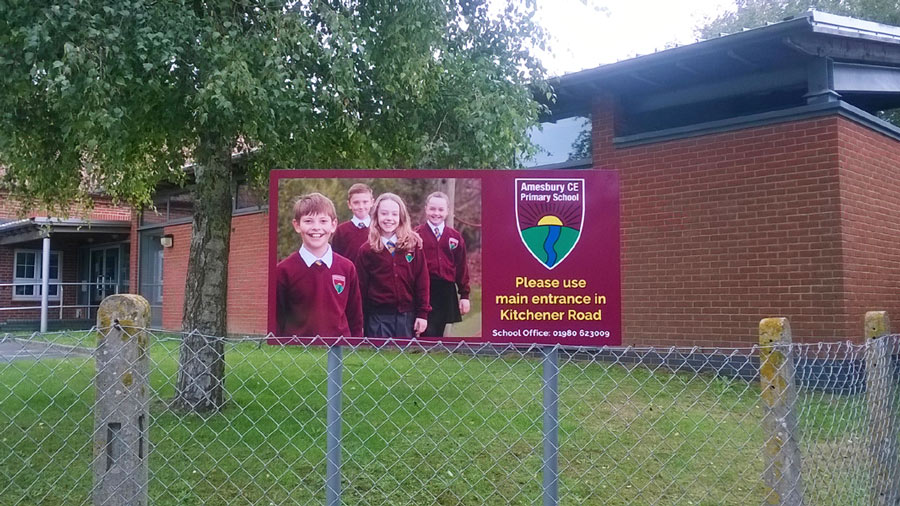 Amesbury CE
Primary School
Please use
main entrance in
Kitchener Road
School Office: 01980 623009